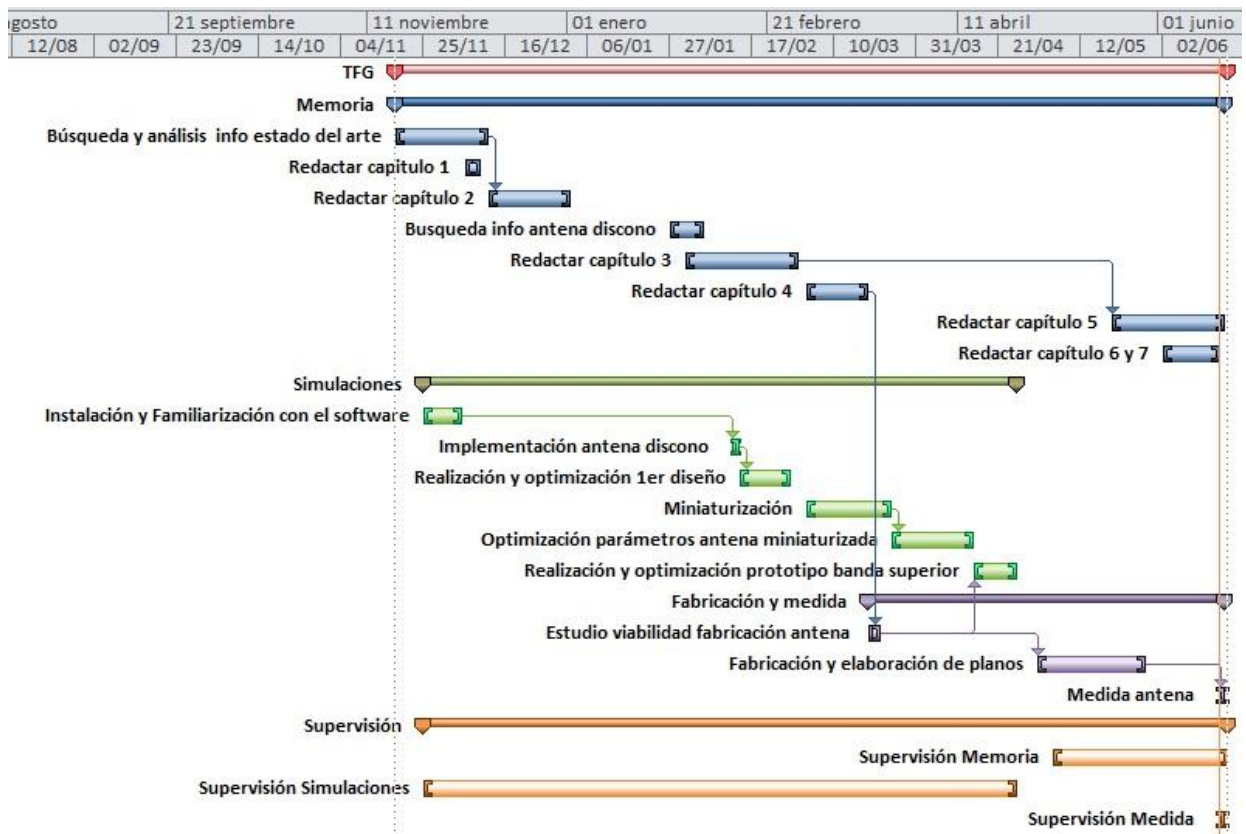 gosto 21 septiembre 11 noviembre 01 enero 21 febrero 11 abril 01 junio
12/08 02/09 23/09 14/10 04/11 25/11 16/12 06/01 27/01 17/02 10/03 31/03 21/04 12/05 02/06
TFG
Memoria
Búsqueda y análisis info estado del arte
Redactar capitulo 1
Redactar capítulo 2
Busqueda info antena discono
Redactar capítulo 3
Redactar capítulo 4
Redactar capítulo 5
Redactar capítulo 6 y 7
Simulaciones
Instalación y Familiarización con el software
Implementación antena discono
Realización y optimización 1er diseño
Miniaturización
Optimización parámetros antena miniaturizada
Realización y optimización prototipo banda superior
Fabricación y medida
Estudio viabilidad fabricación antena
Fabricación y elaboración de planos
Medida antena
Supervisión
Supervisión Memoria
Supervisión Simulaciones
Supervisión Medida